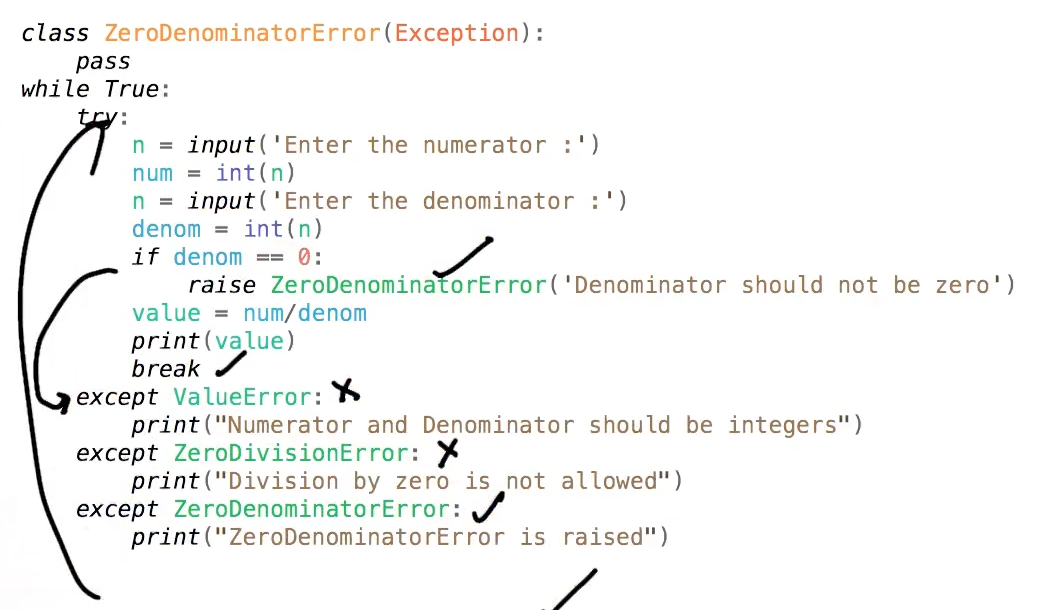 class ZeroDenominatorError(Exception):
    pass
while True:
    try:
        n = input('Enter the numerator :')
        num = int(n)
        n = input('Enter the denominator :')
        denom = int(n)
        if denom == 0:
            raise ZeroDenominatorError('Denominator should not be zero')
        value = num/denom
        print(value)
        break
    except ValueError:
        print("Numerator and Denominator should be integers")
    except ZeroDivisionError:
        print("Division by zero is not allowed")
    except ZeroDenominatorError:
        print("ZeroDenominatorError is raised")